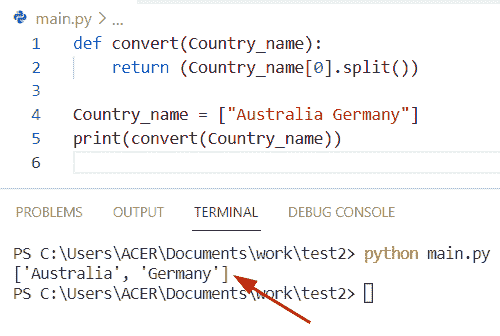 main.py > ...
1 def convert(Country_name):
2     return (Country_name[0].split())
3
4 Country_name = ["Australia Germany"]
5 print(convert(Country_name))
6
PROBLEMS OUTPUT TERMINAL DEBUG CONSOLE
PS C:\Users\ACER\Documents\work\test2> python main.py
['Australia', 'Germany']
PS C:\Users\ACER\Documents\work\test2>